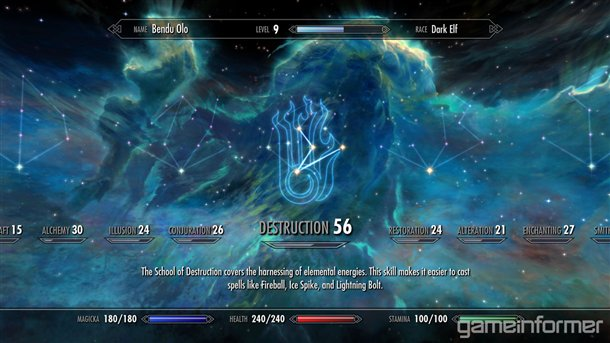 NAME Bendu Olo LEVEL 9 RACE Dark Elf
AFT 15 ALCHEMY 30 ILLUSION 24 CONJURATION 26 DESTRUCTION 56 RESTORATION 24 ALTERATION 21 ENCHANTING 27 SMIT
The School of Destruction covers the harnessing of elemental energies. This skill makes it easier to cast
spells like Fireball, Ice Spike, and Lightning Bolt.
MAGICKA 180/180 HEALTH 240/240 STAMINA 100/100
gameinformer